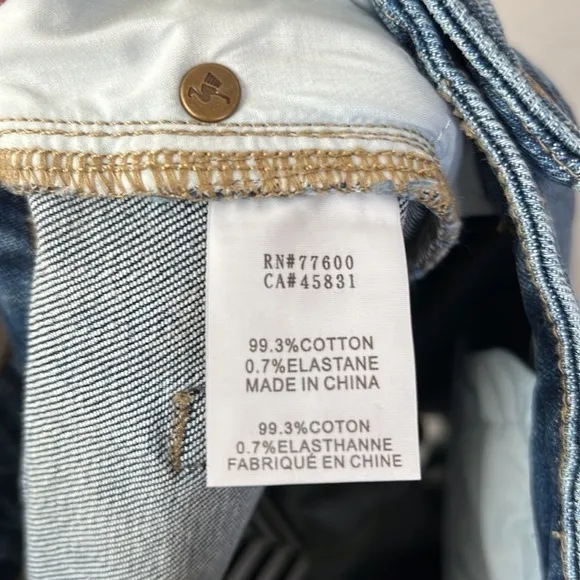 RN#77600
CA#45831
99.3%COTTON
0.7%ELASTANE
MADE IN CHINA
99.3%COTON
0.7%ELASTHANNE
FABRIQUÉ EN CHINE